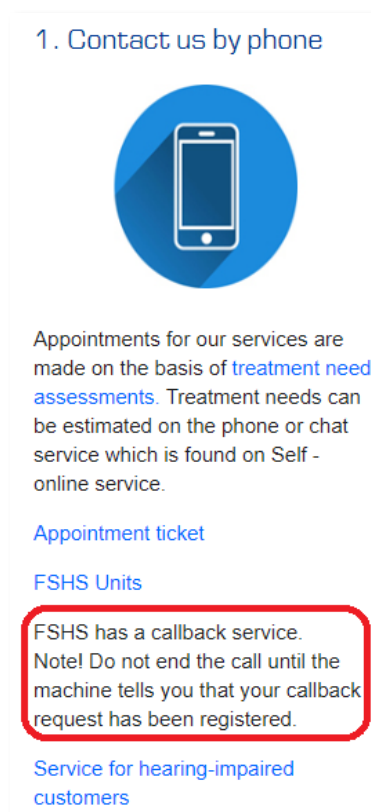 1. Contact us by phone
Appointments for our services are
made on the basis of treatment need
assessments. Treatment needs can
be estimated on the phone or chat
service which is found on Self -
online service.
Appointment ticket
FSHS Units
FSHS has a callback service.
Note! Do not end the call until the
machine tells you that your callback
request has been registered.
Service for hearing-impaired
customers